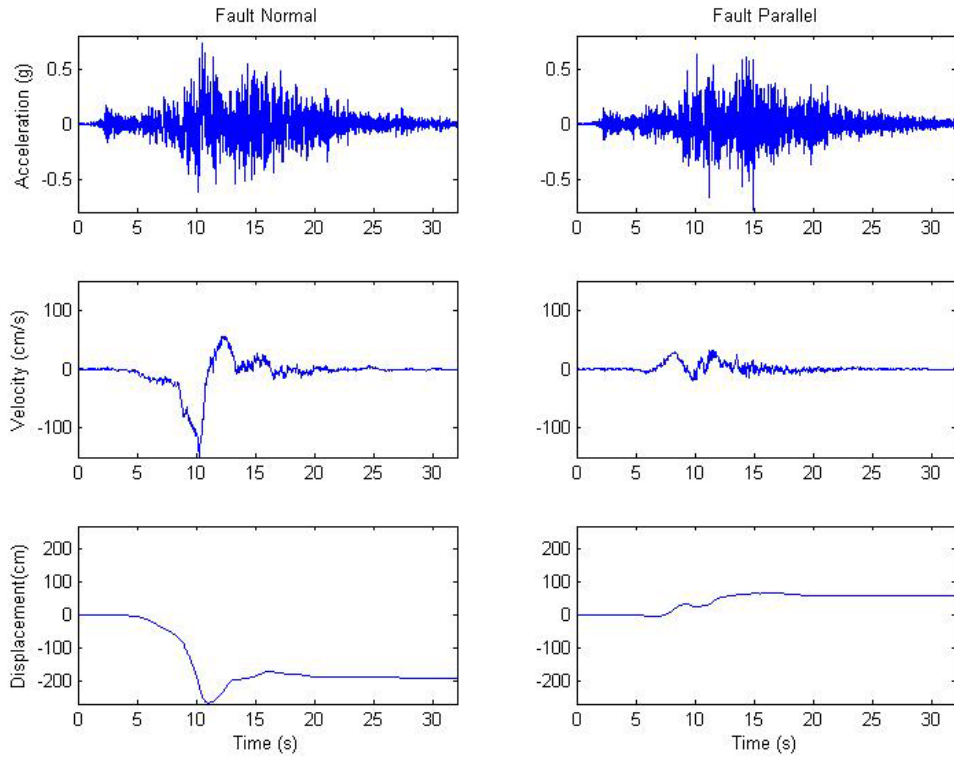 Fault Normal
Fault Parallel
Acceleration (g)
0.5
0
-0.5
0 5 10 15 20 25 30
0.5
0
-0.5
0 5 10 15 20 25 30
Velocity (cm/s)
100
0
-100
0 5 10 15 20 25 30
100
0
-100
0 5 10 15 20 25 30
Displacement(cm)
200
100
0
-100
-200
0 5 10 15 20 25 30
Time (s)
200
100
0
-100
-200
0 5 10 15 20 25 30
Time (s)